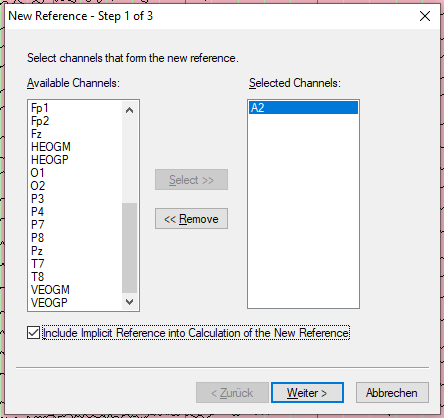 New Reference - Step 1 of 3
Select channels that form the new reference.
Available Channels:
Selected Channels:
Fp1
Fp2
Fz
HEOGM
HEOGP
O1
O2
P3
P4
P7
P8
Pz
T7
T8
VEOGM
VEOGP
A2
Select >>
<< Remove
Include Implicit Reference into Calculation of the New Reference
< Zurück
Weiter >
Abbrechen